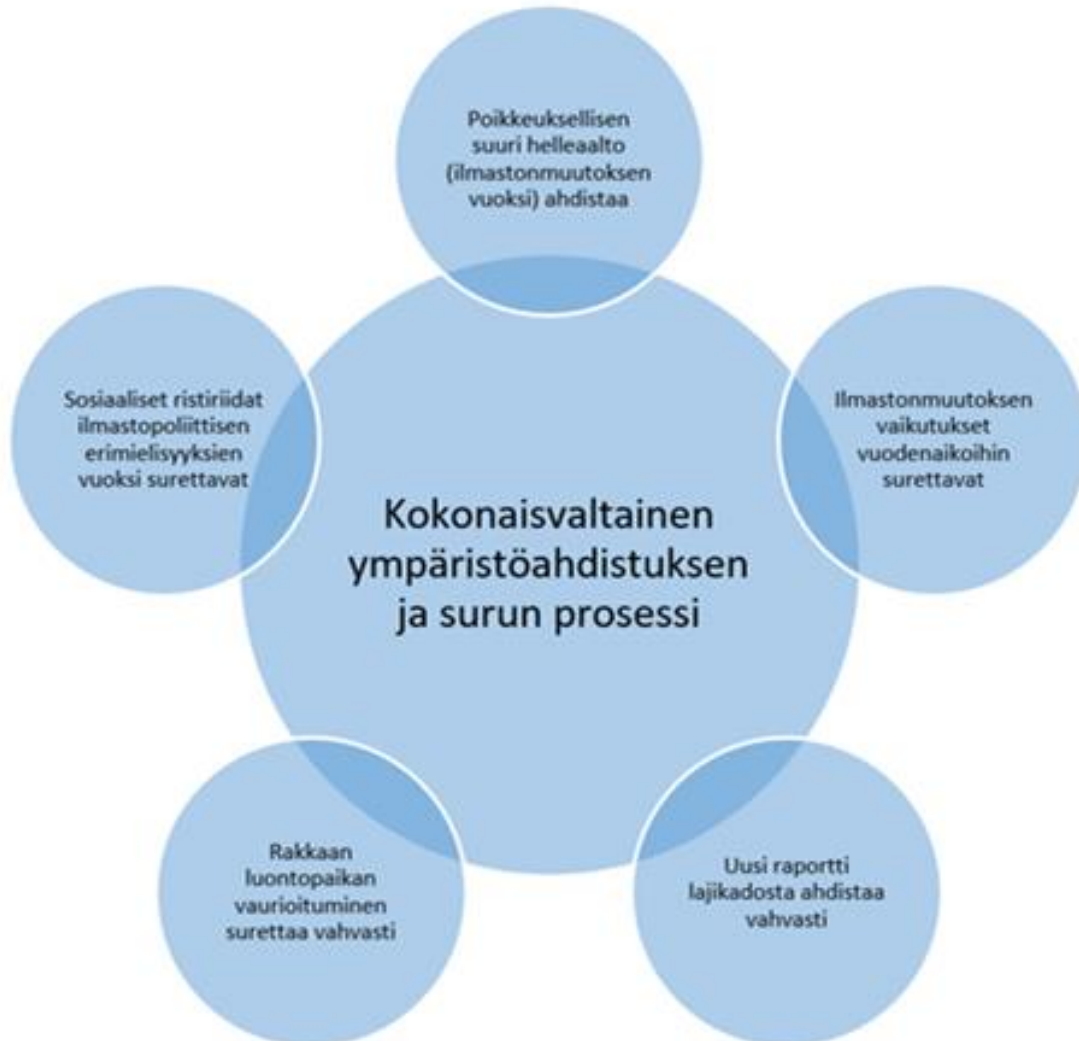 Poikkeuksellisen
suuri helleaalto
(ilmastonmuutoksen
vuoksi) ahdistaa
Sosiaaliset ristiriidat
ilmastopoliittisen
erimielisyyksien
vuoksi surettavat
Ilmastonmuutoksen
vaikutukset
vuodenaikoihin
surettavat
Kokonaisvaltainen
ympäristöahdistuksen
ja surun prosessi
Rakkaan
luontopaikan
vaurioituminen
surettaa vahvasti
Uusi raportti
lajikadosta ahdistaa
vahvasti